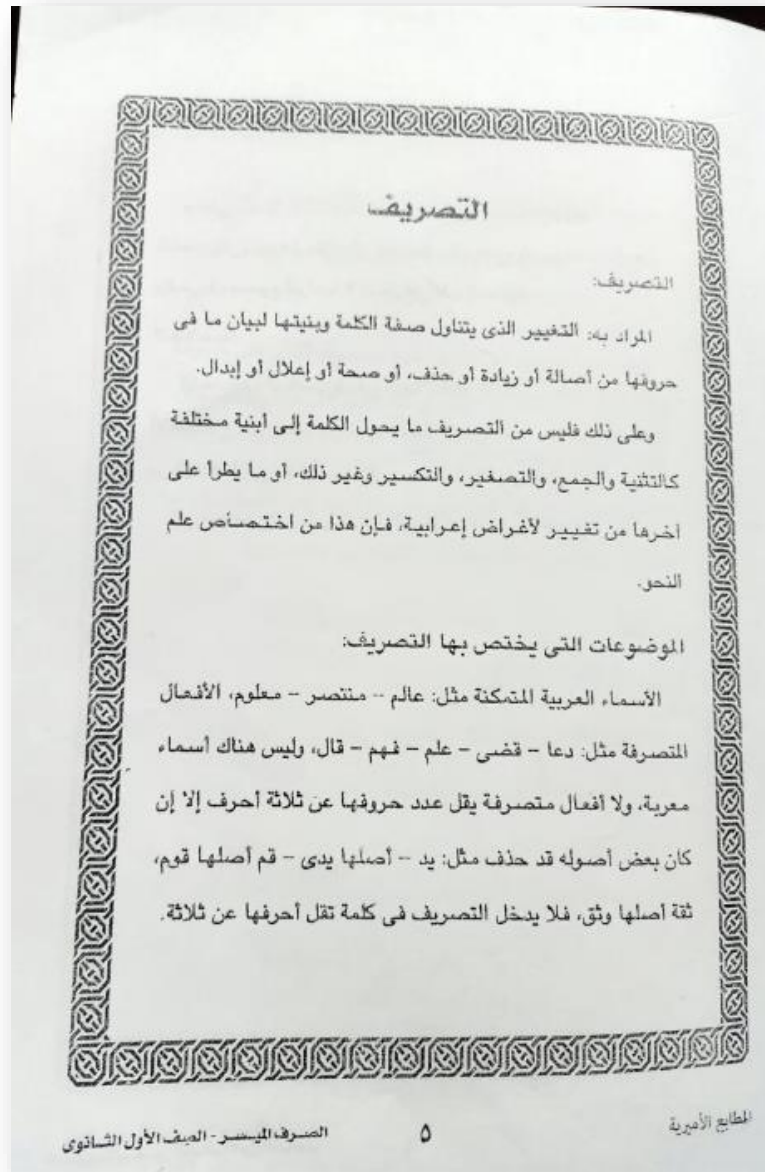 التصريف
التصريف:
المراد به: التغيير الذى يتناول صفة الكلمة وبنيتها لبيان ما فى
حروفها من أصالة أو زيادة أو حذف، أو صحة أو إعلال أو إبدال.
وعلى ذلك فليس من التصريف ما يحول الكلمة إلى أبنية مختلفة
كالتثنية والجمع، والتصغير، والتكسير وغير ذلك، أو ما يطرأ على
آخرها من تغيير لأغراض إعرابية، فإن هذا من اختصاص علم
النحو.
الموضوعات التى يختص بها التصريف:
الأسماء العربية المتمكنة مثل: عالم - منتصر - معلوم، الأفعال
المتصرفة مثل: دعا - قضى - علم - فهم - قال، وليس هناك أسماء
معربة، ولا أفعال متصرفة يقل عدد حروفها عن ثلاثة أحرف إلا إن
كان بعض أصوله قد حذف مثل: يد - أصلها يدى - قم أصلها قوم،
ثقة أصلها وثق، فلا يدخل التصريف فى كلمة تقل أحرفها عن ثلاثة.
المطابع الأميرية
٥
الصرف الميسر - الصف الأول الثانوى